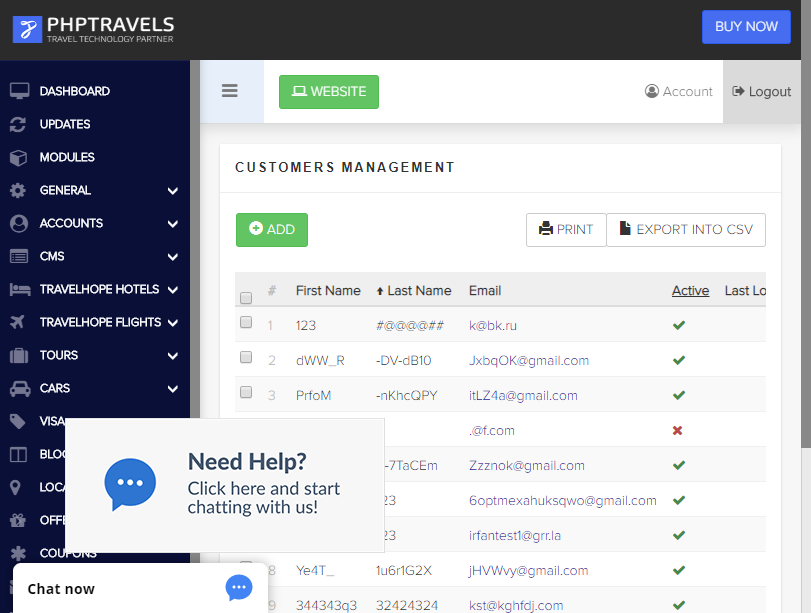 PHPTRAVELS
TRAVEL TECHNOLOGY PARTNER
BUY NOW
WEBSITE
Account
Logout
DASHBOARD
UPDATES
MODULES
GENERAL
ACCOUNTS
CMS
TRAVELHOPE HOTELS
TRAVELHOPE FLIGHTS
TOURS
CARS
VISA
BLO
LOCA
OFFE
COUPONS
CUSTOMERS MANAGEMENT
ADD
PRINT
EXPORT INTO CSV
# First Name Last Name Email Active Last Lo
1 123 #@@@## k@bk.ru
2 dWW_R -DV-dB10 JxbqOK@gmail.com
3 PrfoM -nKhcQPY itLZ4a@gmail.com
.@f.com
-7TaCEm Zzznok@gmail.com
23 6optmexahuksqwo@gmail.com
23 irfantest1@grr.la
8 Ye4T_ 1u6r1G2X jHVWvy@gmail.com
9 344343q3 32424324 kst@kghfdj.com
Need Help?
Click here and start
chatting with us!
Chat now